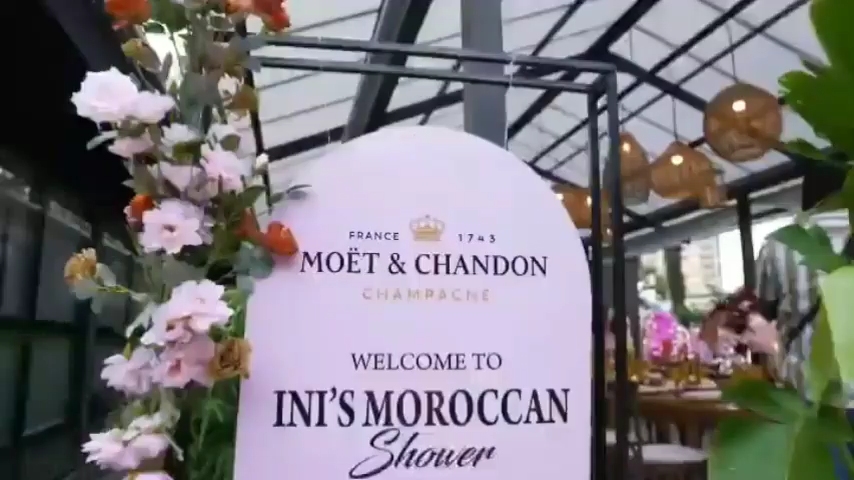 FRANCE 1743
MOËT & CHANDON
CHAMPAGNE
WELCOME TO
INI'S MOROCCAN
Shower